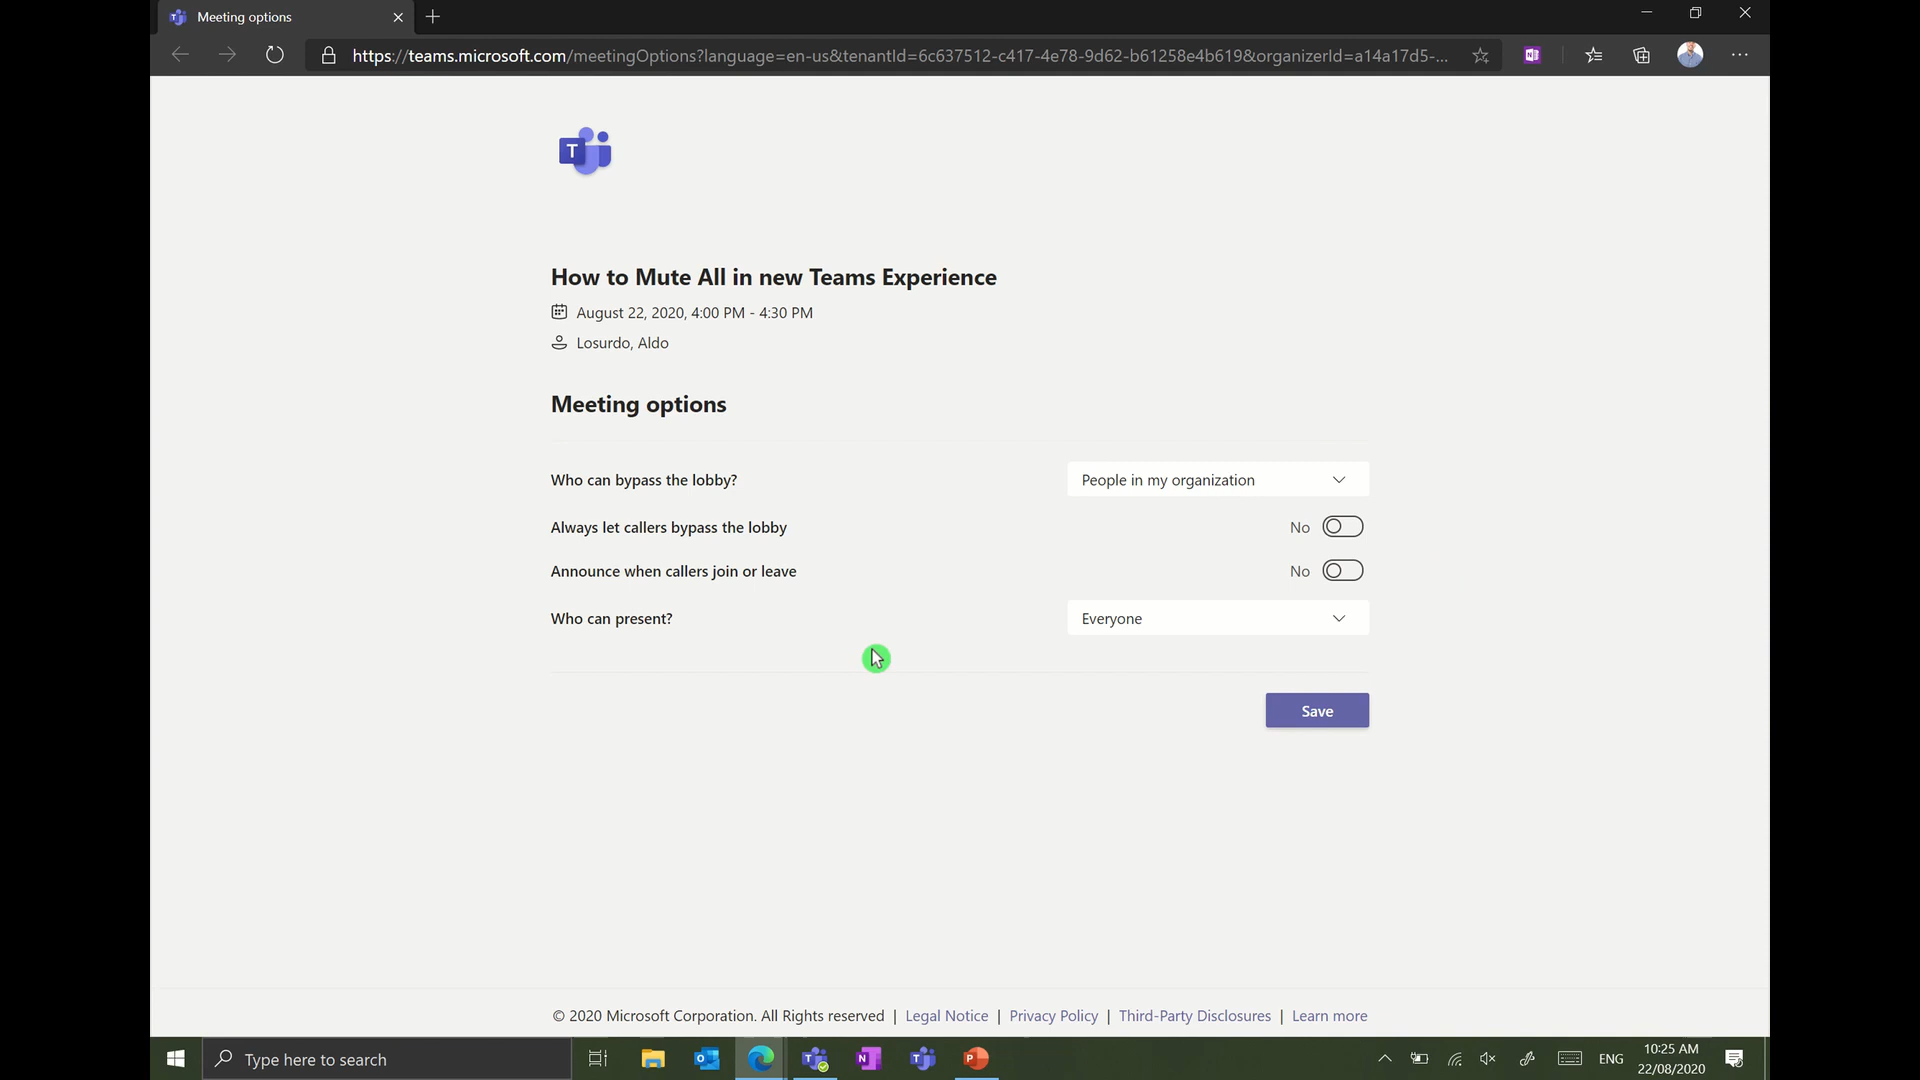 Meeting options
https://teams.microsoft.com/meetingOptions?language=en-us&tenantId=6c637512-c417-4e78-9d62-b61258e4b619&organizerId=a14a17d5-...
T
How to Mute All in new Teams Experience
August 22, 2020, 4:00 PM - 4:30 PM
Losurdo, Aldo
Meeting options
Who can bypass the lobby? People in my organization
Always let callers bypass the lobby No
Announce when callers join or leave No
Who can present? Everyone
Save
© 2020 Microsoft Corporation. All Rights reserved | Legal Notice | Privacy Policy | Third-Party Disclosures | Learn more
Type here to search
ENG
10:25 AM
22/08/2020